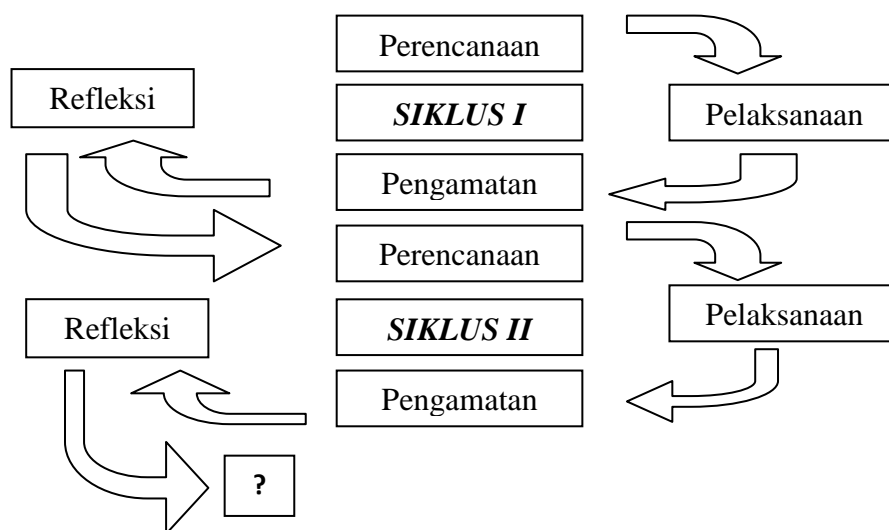 Perencanaan
Refleksi
SIKLUS I
Pelaksanaan
Pengamatan
Perencanaan
Refleksi
SIKLUS II
Pelaksanaan
Pengamatan
?